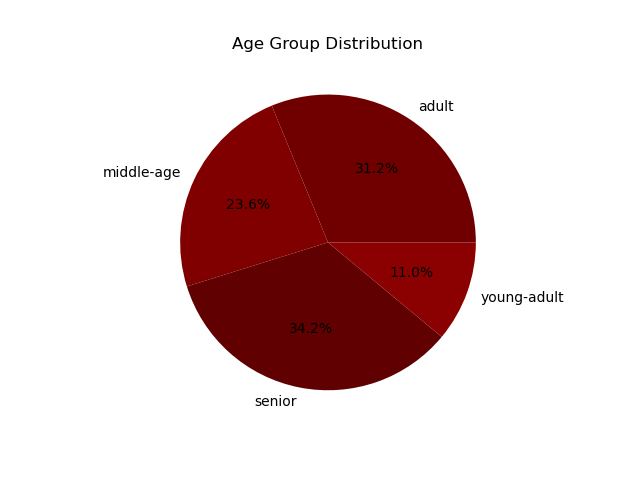 Age Group Distribution
adult
31.2%
middle-age
23.6%
11.0%
young-adult
34.2%
senior